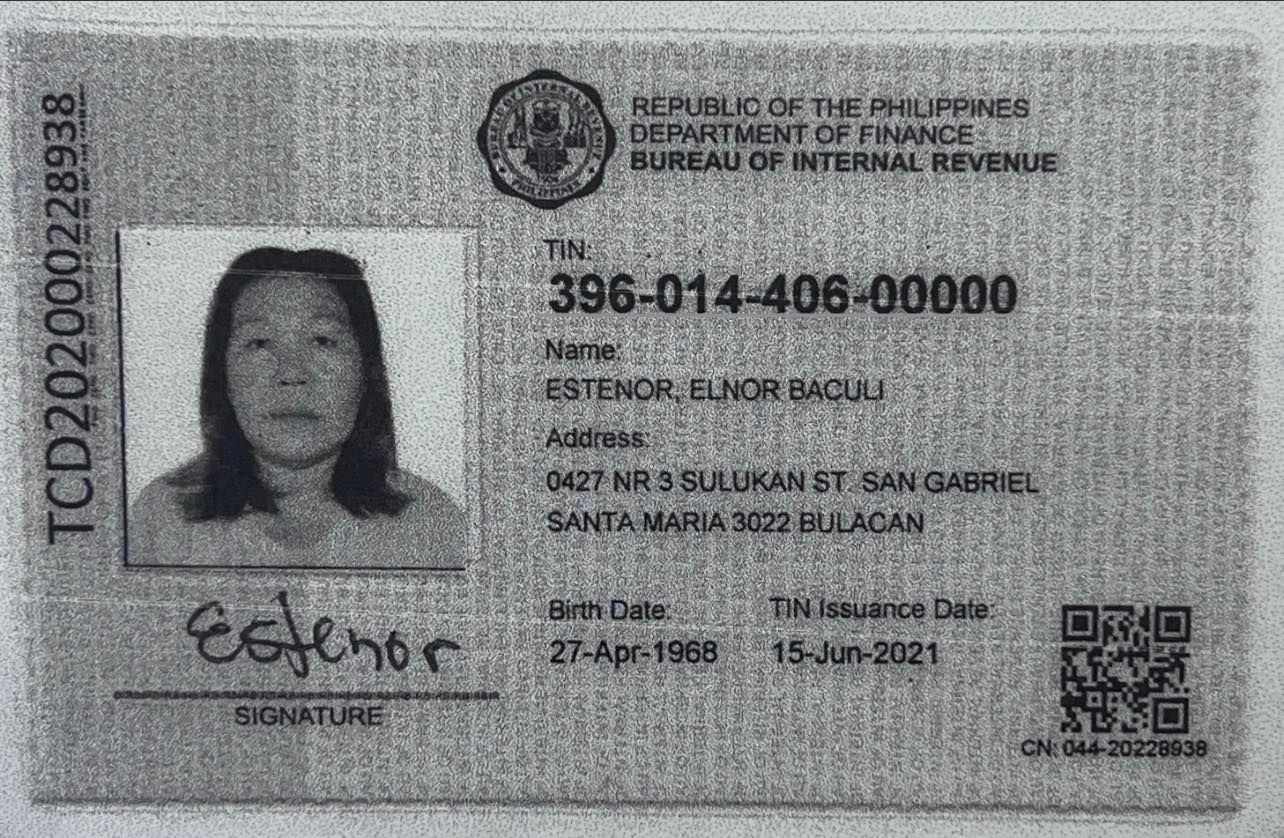 REPUBLIC OF THE PHILIPPINES
DEPARTMENT OF FINANCE
BUREAU OF INTERNAL REVENUE
TCD2020000228938
TIN:
396-014-406-00000
Name:
ESTENOR, ELNOR BACULI
Address:
0427 NR 3 SULUKAN ST SAN GABRIEL
SANTA MARIA 3022 BULACAN
Birth Date:
TIN Issuance Date:
27-Apr-1968
15-Jun-2021
Estenor
SIGNATURE
CN: 044-20228938